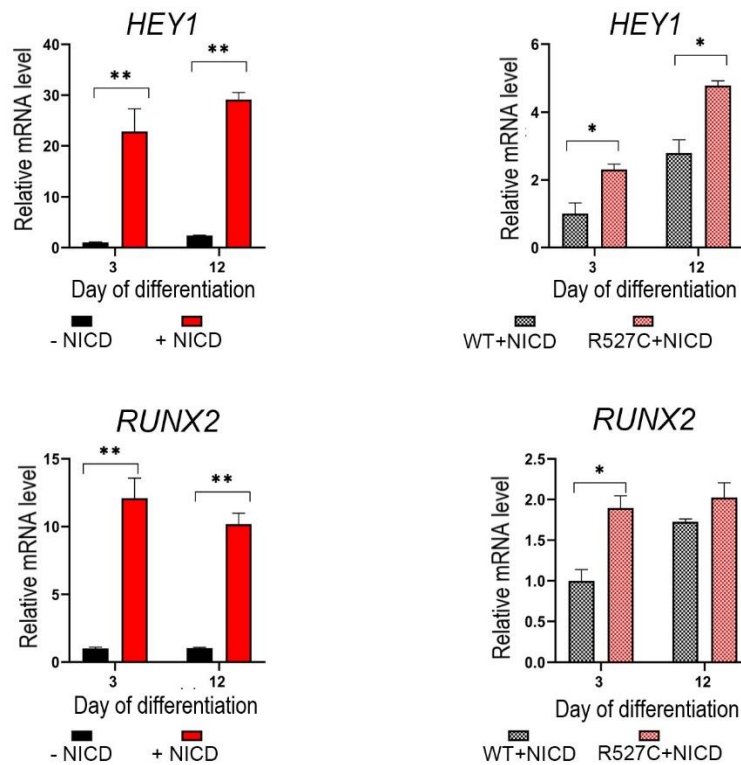 HEY1
**
**
40
30
20
10
0
Relative mRNA level
3
12
Day of differentiation
- NICD
+ NICD
HEY1
*
*
6
4
2
0
Relative mRNA level
3
12
Day of differentiation
WT+NICD
R527C+NICD
RUNX2
**
**
15
10
5
0
Relative mRNA level
3
12
Day of differentiation
- NICD
+ NICD
RUNX2
*
2.5
2.0
1.5
1.0
0.5
0.0
Relative mRNA level
3
12
Day of differentiation
WT+NICD
R527C+NICD